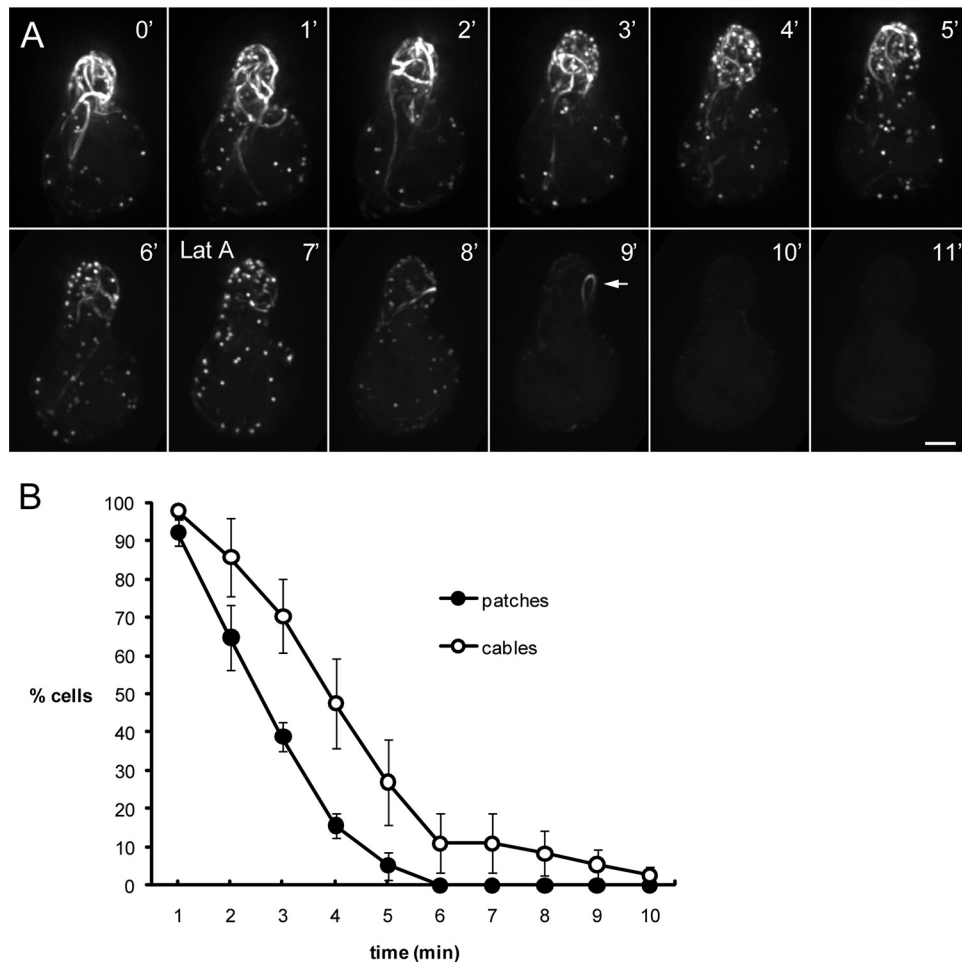 A
0’ 1’ 2’ 3’ 4’ 5’
6’ Lat A 7’ 8’ 9’ 10’ 11’
B
100
90
80
70
60
50
40
30
20
10
0
% cells
patches
cables
1 2 3 4 5 6 7 8 9 10
time (min)